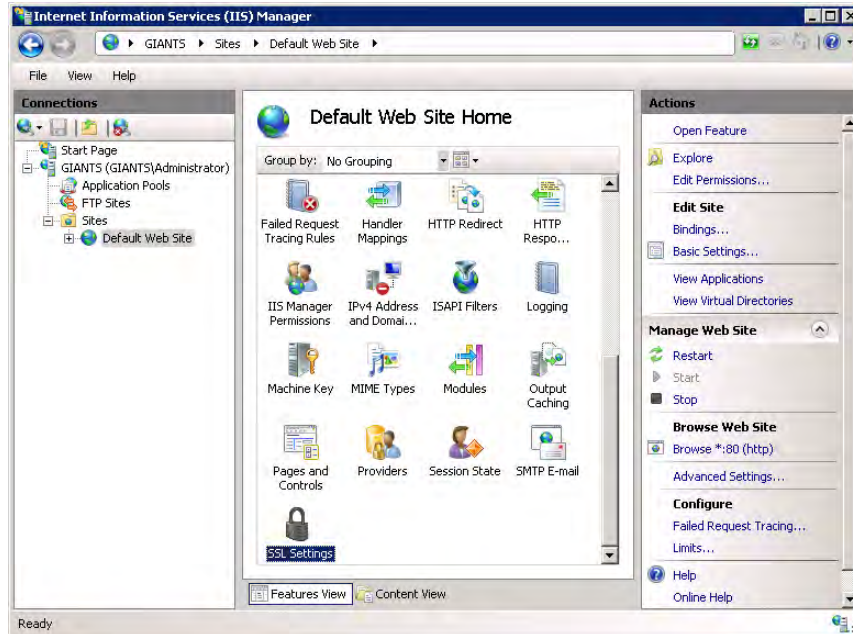 Internet Information Services (IIS) Manager
GIANTS
Sites
Default Web Site
File
View
Help
Connections
Start Page
GIANTS (GIANTS\Administrator)
Application Pools
FTP Sites
Sites
Default Web Site
Default Web Site Home
Group by: No Grouping
Failed Request
Tracing Rules
Handler
Mappings
HTTP Redirect
HTTP
Respo...
IIS Manager
Permissions
IPv4 Address
and Domai...
ISAPI Filters
Logging
Machine Key
MIME Types
Modules
Output
Caching
Pages and
Controls
Providers
Session State
SMTP E-mail
SSL Settings
Features View
Content View
Actions
Open Feature
Explore
Edit Permissions...
Edit Site
Bindings...
Basic Settings...
View Applications
View Virtual Directories
Manage Web Site
Restart
Start
Stop
Browse Web Site
Browse *:80 (http)
Advanced Settings...
Configure
Failed Request Tracing...
Limits...
Help
Online Help
Ready